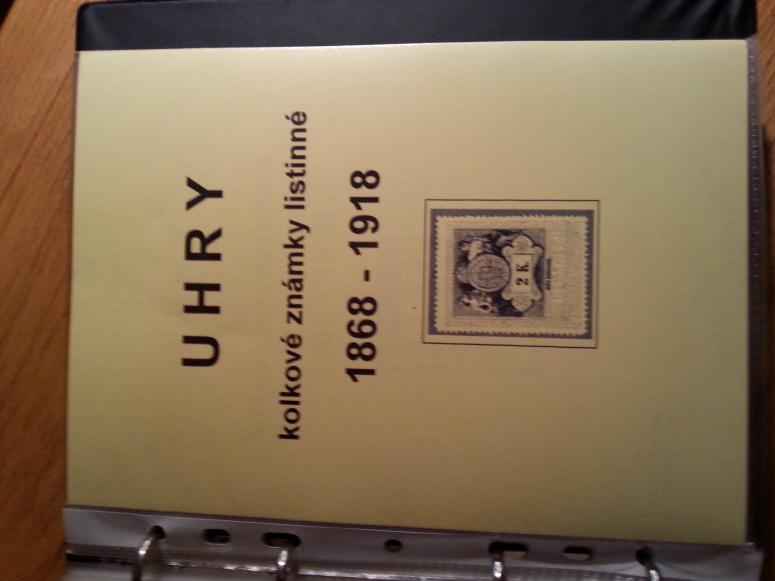 UHRY
kolkové známky listinné
1868 - 1918
2 K.